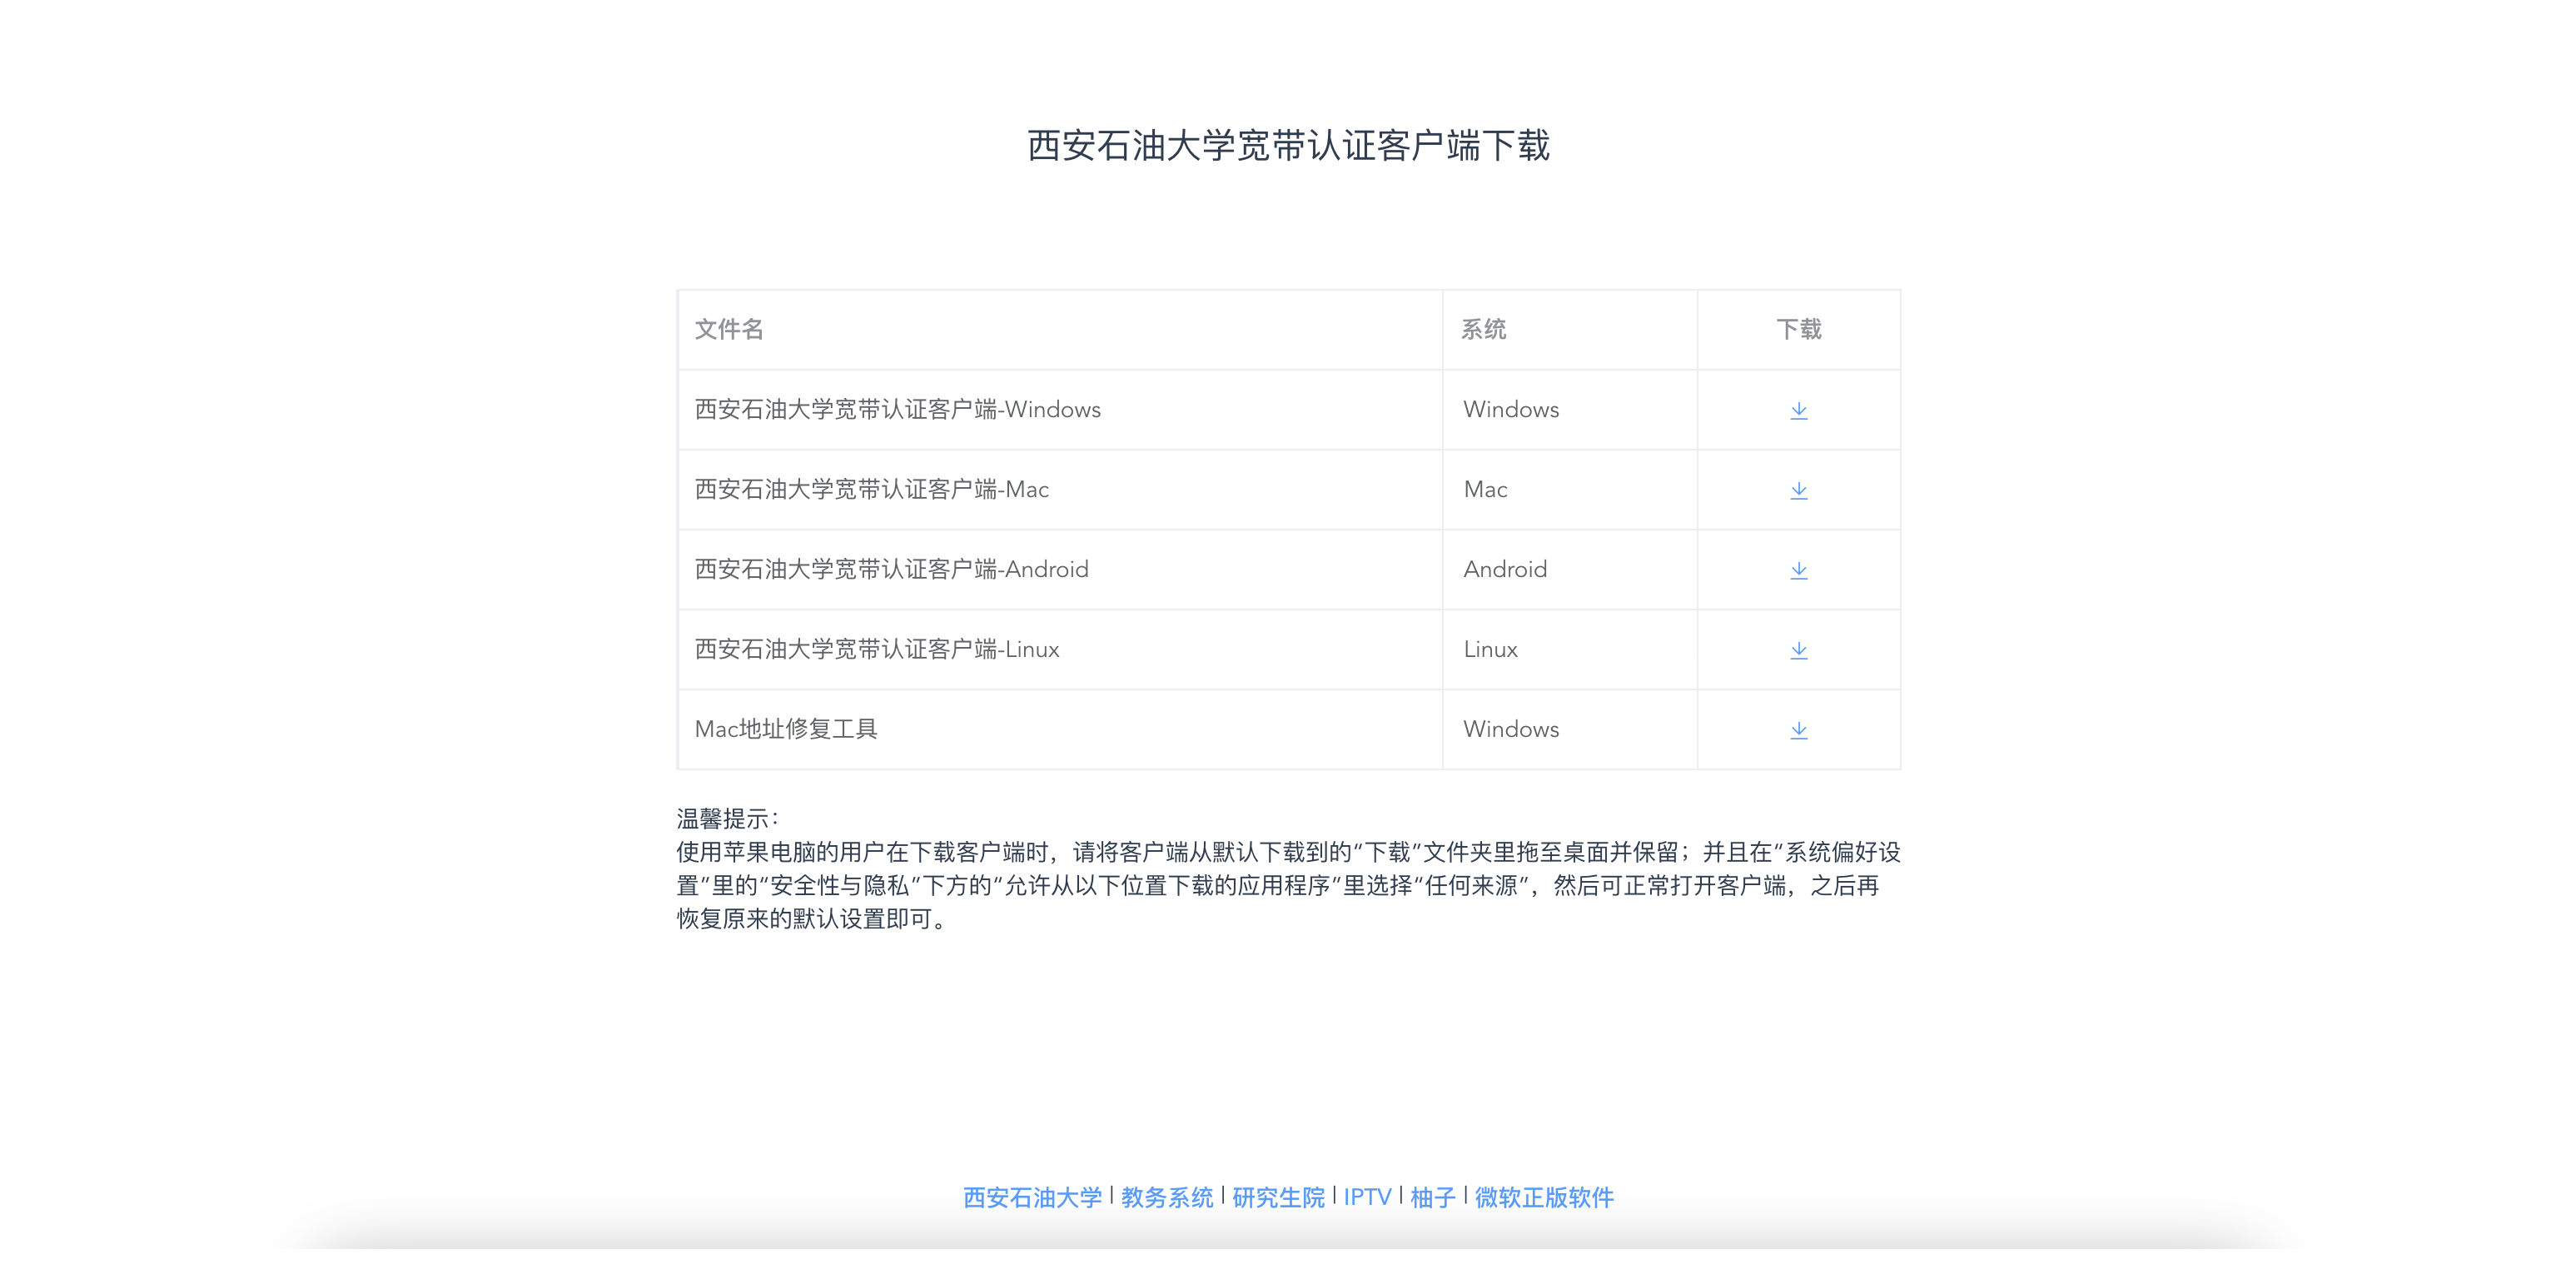 西安石油大学宽带认证客户端下载
文件名 系统 下载
西安石油大学宽带认证客户端-Windows Windows
西安石油大学宽带认证客户端-Mac Mac
西安石油大学宽带认证客户端-Android Android
西安石油大学宽带认证客户端-Linux Linux
Mac地址修复工具 Windows
温馨提示：
使用苹果电脑的用户在下载客户端时，请将客户端从默认下载到的“下载”文件夹里拖至桌面并保留；并且在“系统偏好设
置”里的“安全性与隐私”下方的“允许从以下位置下载的应用程序”里选择“任何来源”，然后可正常打开客户端，之后再
恢复原来的默认设置即可。
西安石油大学 | 教务系统 | 研究生院 | IPTV | 柚子 | 微软正版软件